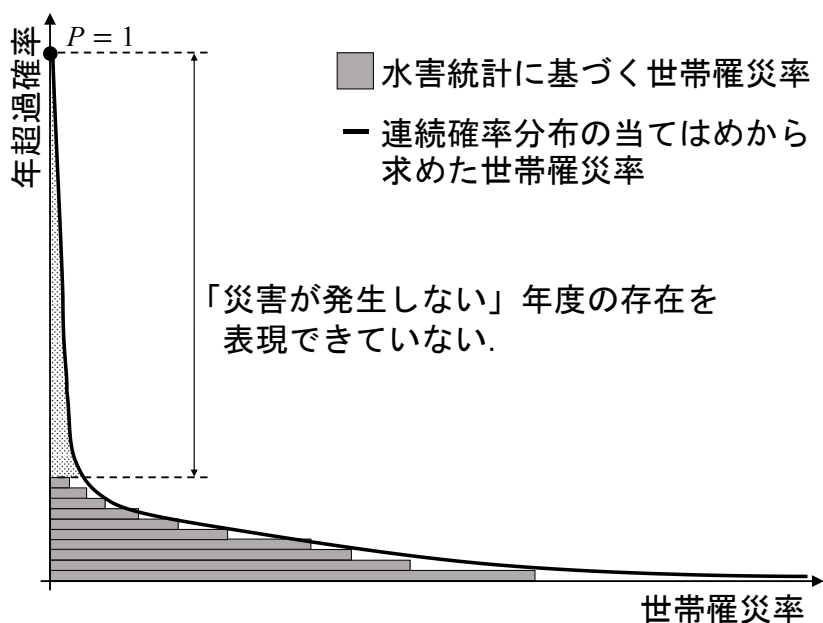 年超過確率
P = 1
水害統計に基づく世帯罹災率
連続確率分布の当てはめから
求めた世帯罹災率
「災害が発生しない」年度の存在を
表現できていない.
世帯罹災率